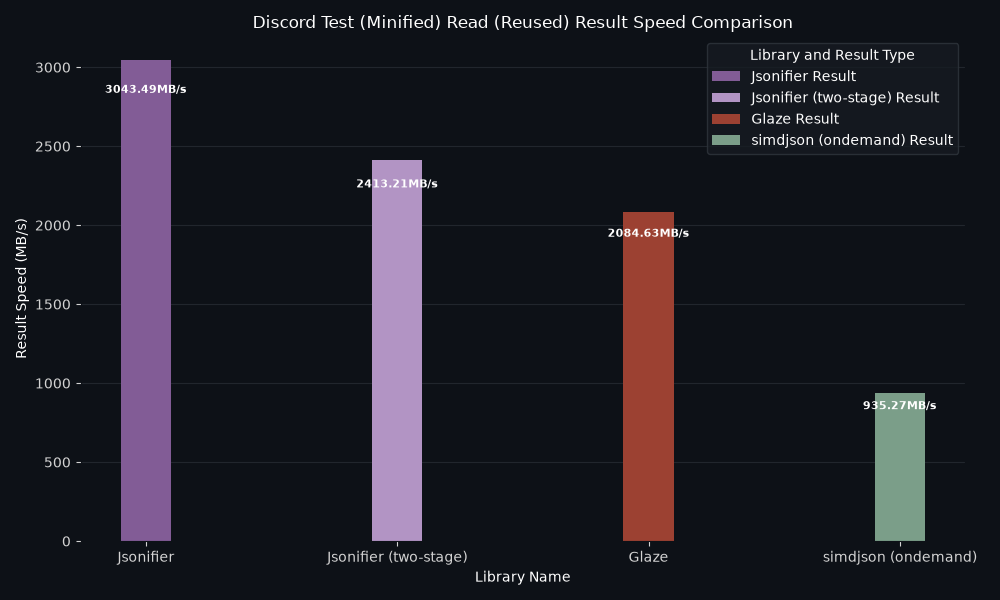 Discord Test (Minified) Read (Reused) Result Speed Comparison
Library and Result Type
Jsonifier Result
Jsonifier (two-stage) Result
Glaze Result
simdjson (ondemand) Result
Result Speed (MB/s)
3000
2500
2000
1500
1000
500
0
3043.49MB/s
2413.21MB/s
2084.63MB/s
935.27MB/s
Jsonifier
Jsonifier (two-stage)
Glaze
simdjson (ondemand)
Library Name